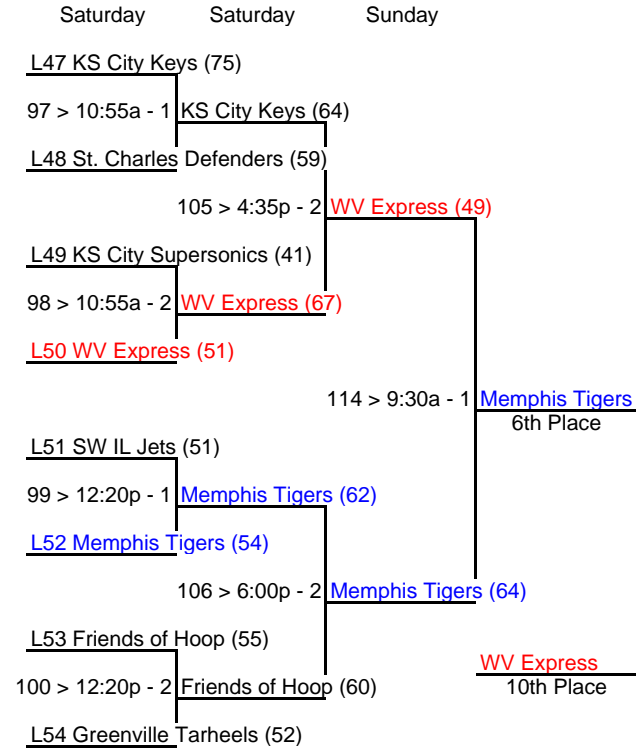 Saturday Saturday Sunday
L47 KS City Keys (75)
97 > 10:55a - 1 KS City Keys (64)
L48 St. Charles Defenders (59)
105 > 4:35p - 2 WV Express (49)
L49 KS City Supersonics (41)
98 > 10:55a - 2 WV Express (67)
L50 WV Express (51)
114 > 9:30a - 1 Memphis Tigers
6th Place
L51 SW IL Jets (51)
99 > 12:20p - 1 Memphis Tigers (62)
L52 Memphis Tigers (54)
106 > 6:00p - 2 Memphis Tigers (64)
L53 Friends of Hoop (55)
WV Express
100 > 12:20p - 2 Friends of Hoop (60)
10th Place
L54 Greenville Tarheels (52)